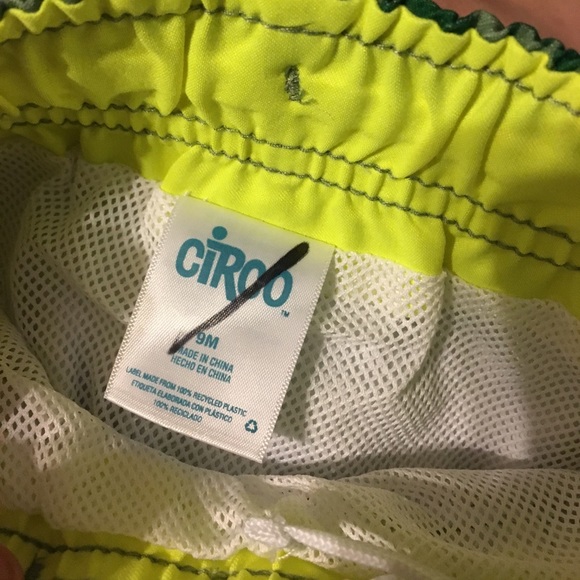 CiRCO
TM
9M
MADE IN CHINA
HECHO EN CHINA
LABEL MADE FROM 100% RECYCLED PLASTIC
ETIQUETA ELABORADA CON PLÁSTICO
100% RECICLADO